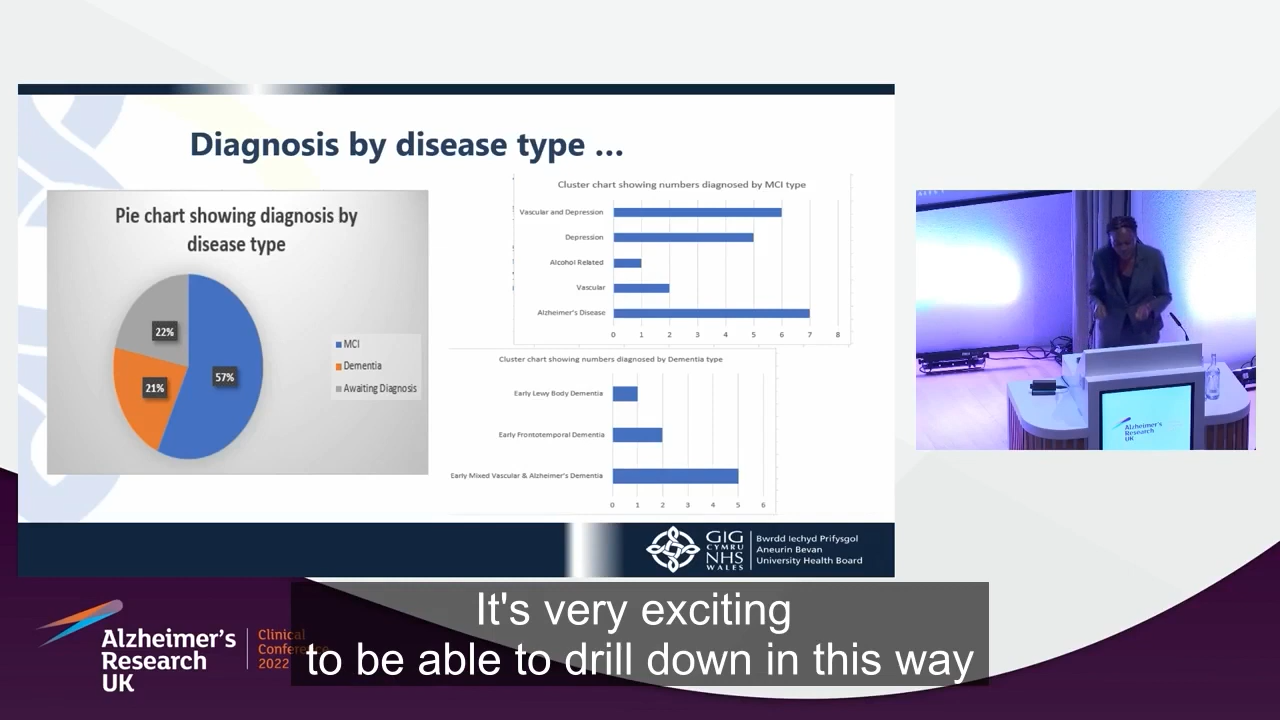 Diagnosis by disease type ...
Pie chart showing diagnosis by
disease type
22%
21%
57%
MCI
Dementia
Awaiting Diagnosis
Cluster chart showing numbers diagnosed by MCI type
Vascular and Depression
Depression
Alcohol Related
Vascular
Alzheimer's Disease
0 1 2 3 4 5 6 7 8
Cluster chart showing numbers diagnosed by Dementia type
Early Lewy Body Dementia
Early Frontotemporal Dementia
Early Mixed Vascular & Alzheimer's Dementia
0 1 2 3 4 5 6
GIG
CYMRU
NHS
WALES
Bwrdd Iechyd Prifysgol
Aneurin Bevan
University Health Board
Alzheimer's
Research
UK
Alzheimer's
Research
UK
Clinical
Conference
2022
It's very exciting
to be able to drill down in this way